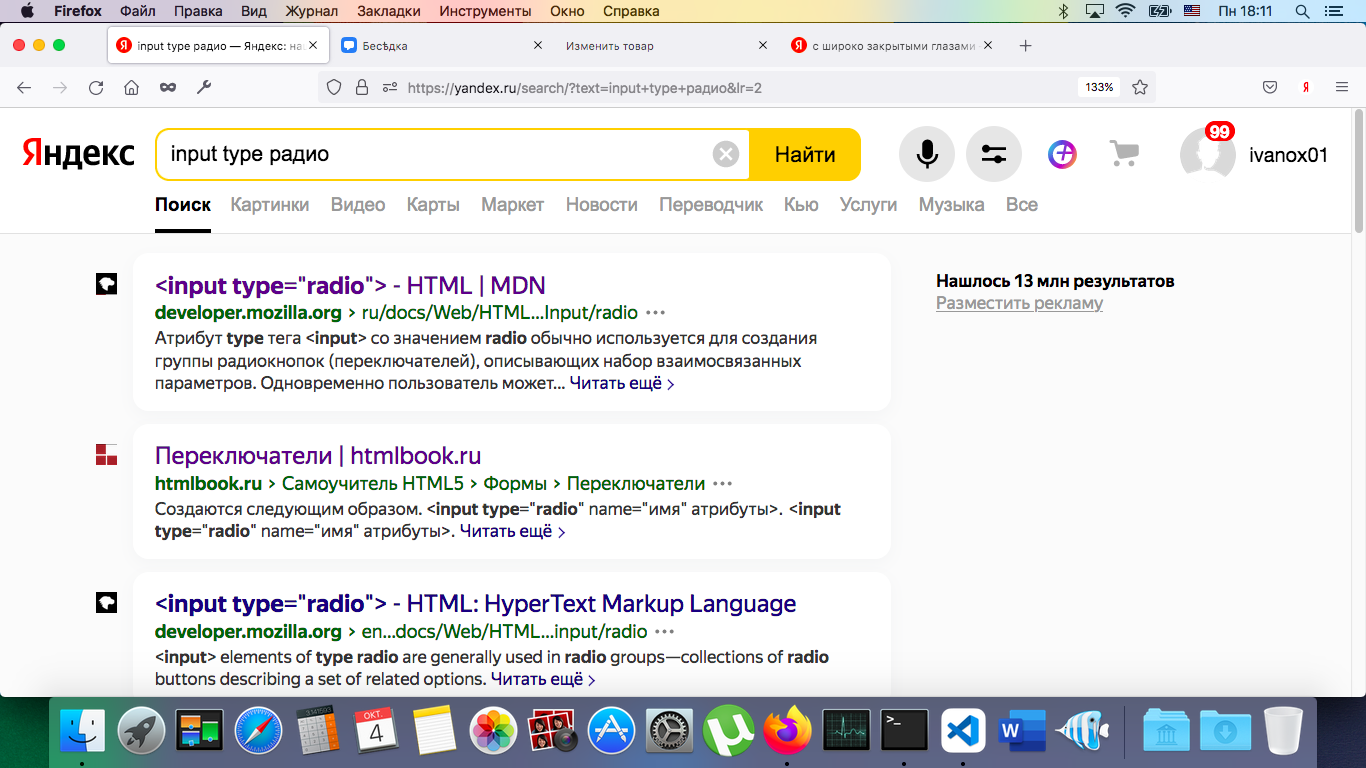 Firefox Файл Правка Вид Журнал Закладки Инструменты Окно Справка Пн 18:11
Я input type радио — Яндекс: на Бесѣдка Изменить товар Я с широко закрытыми глазами
https://yandex.ru/search/?text=input+type+радио&lr=2 133% Я
Яндекс input type радио Найти 99 ivanox01
Поиск Картинки Видео Карты Маркет Новости Переводчик Кью Услуги Музыка Все
<input type="radio"> - HTML | MDN
developer.mozilla.org › ru/docs/Web/HTML...Input/radio
Атрибут type тега <input> со значением radio обычно используется для создания
группы радиокнопок (переключателей), описывающих набор взаимосвязанных
параметров. Одновременно пользователь может... Читать ещё ›
Нашлось 13 млн результатов
Разместить рекламу
Переключатели | htmlbook.ru
htmlbook.ru › Самоучитель HTML5 › Формы › Переключатели
Создаются следующим образом. <input type="radio" name="имя" атрибуты>. <input
type="radio" name="имя" атрибуты>. Читать ещё ›
<input type="radio"> - HTML: HyperText Markup Language
developer.mozilla.org › en...docs/Web/HTML...input/radio
<input> elements of type radio are generally used in radio groups—collections of radio
buttons describing a set of related options. Читать ещё ›
ОКТ.
4
>_
W